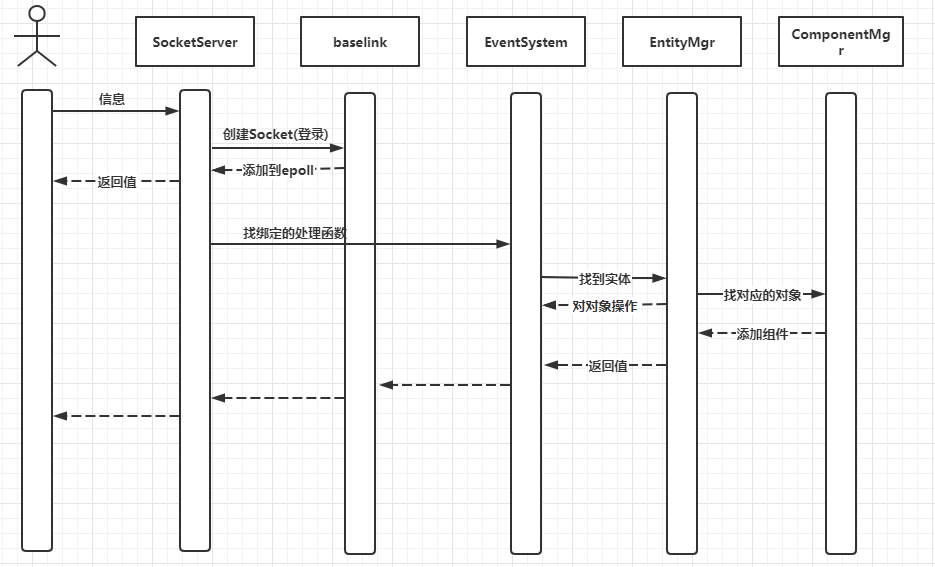 SocketServer
baselink
EventSystem
EntityMgr
ComponentMg
r
信息
创建Socket(登录)
添加到epoll
返回值
找绑定的处理函数
找到实体
找对应的对象
对对象操作
添加组件
返回值